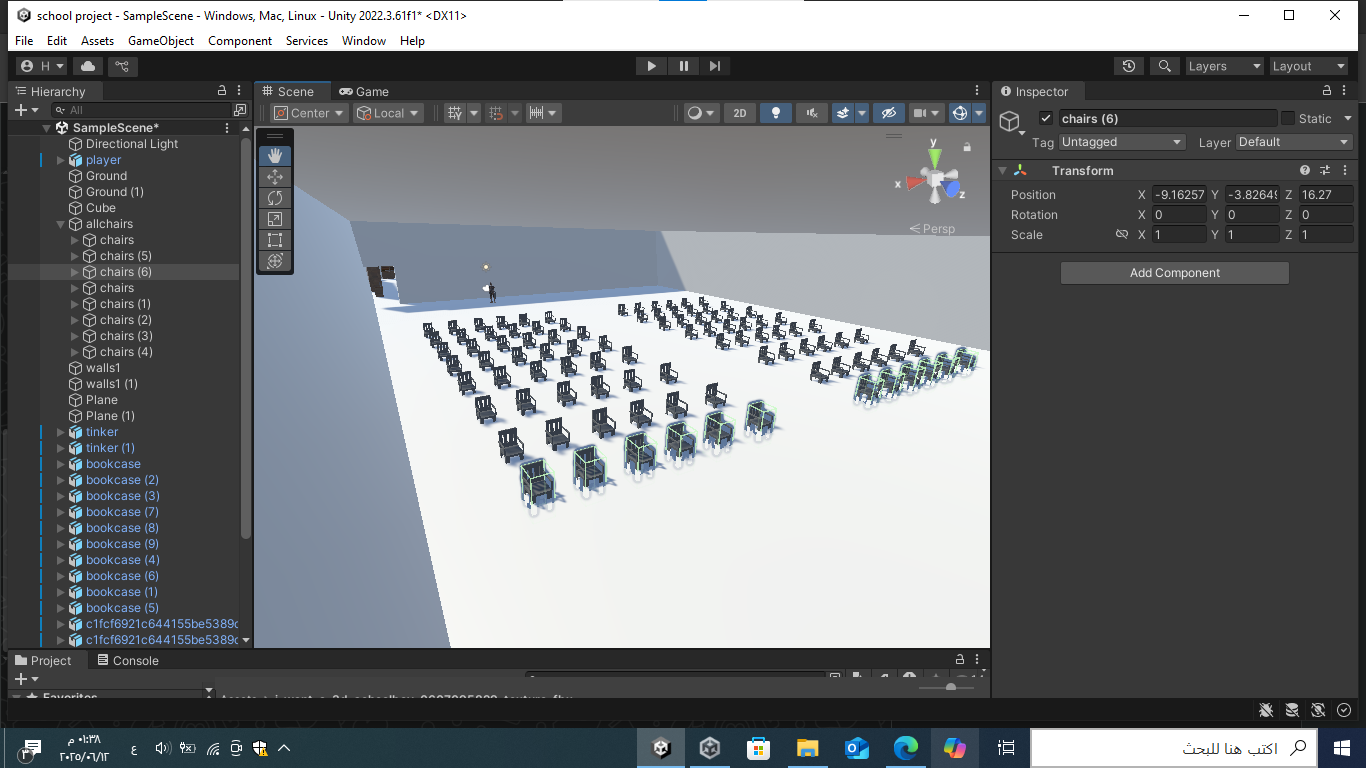 school project - SampleScene - Windows, Mac, Linux - Unity 2022.3.61f1* <DX11>
File Edit Assets GameObject Component Services Window Help
H Layers Layout
Hierarchy
All
SampleScene*
Directional Light
player
Ground
Ground (1)
Cube
allchairs
chairs
chairs (5)
chairs (6)
chairs
chairs (1)
chairs (2)
chairs (3)
chairs (4)
walls1
walls1 (1)
Plane
Plane (1)
tinker
tinker (1)
bookcase
bookcase (2)
bookcase (3)
bookcase (7)
bookcase (8)
bookcase (9)
bookcase (4)
bookcase (6)
bookcase (1)
bookcase (5)
c1fcf6921c644155be5389c
c1fcf6921c644155be5389c
Scene Game
Center Local 2D
y
x
z
Persp
Inspector
chairs (6) Static
Tag Untagged Layer Default
Transform
Position X -9.16257 Y -3.82649 Z 16.27
Rotation X 0 Y 0 Z 0
Scale X 1 Y 1 Z 1
Add Component
Project Console
Favorites
٠١:٣٨ م
٢٠٢٥/٠٦/١٢
٣
ع
اكتب هنا للبحث